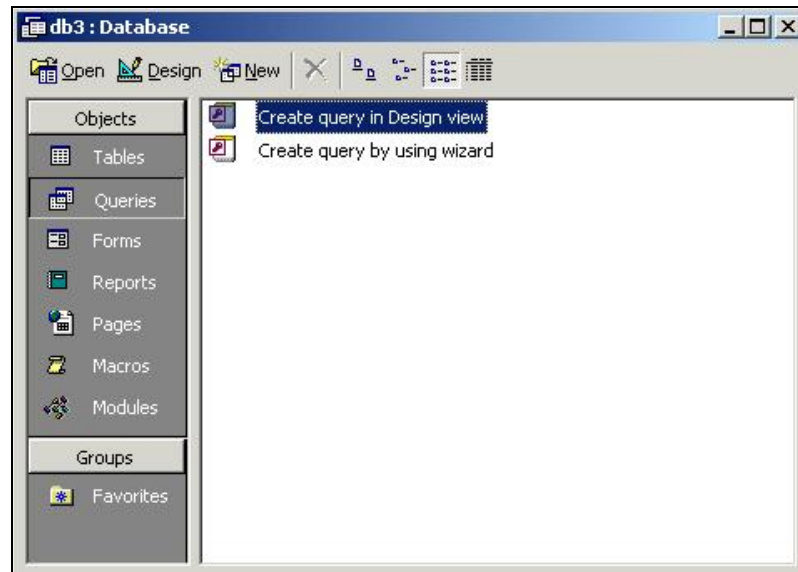 db3 : Database
Open Design New
Objects
Tables
Queries
Forms
Reports
Pages
Macros
Modules
Groups
Favorites
Create query in Design view
Create query by using wizard